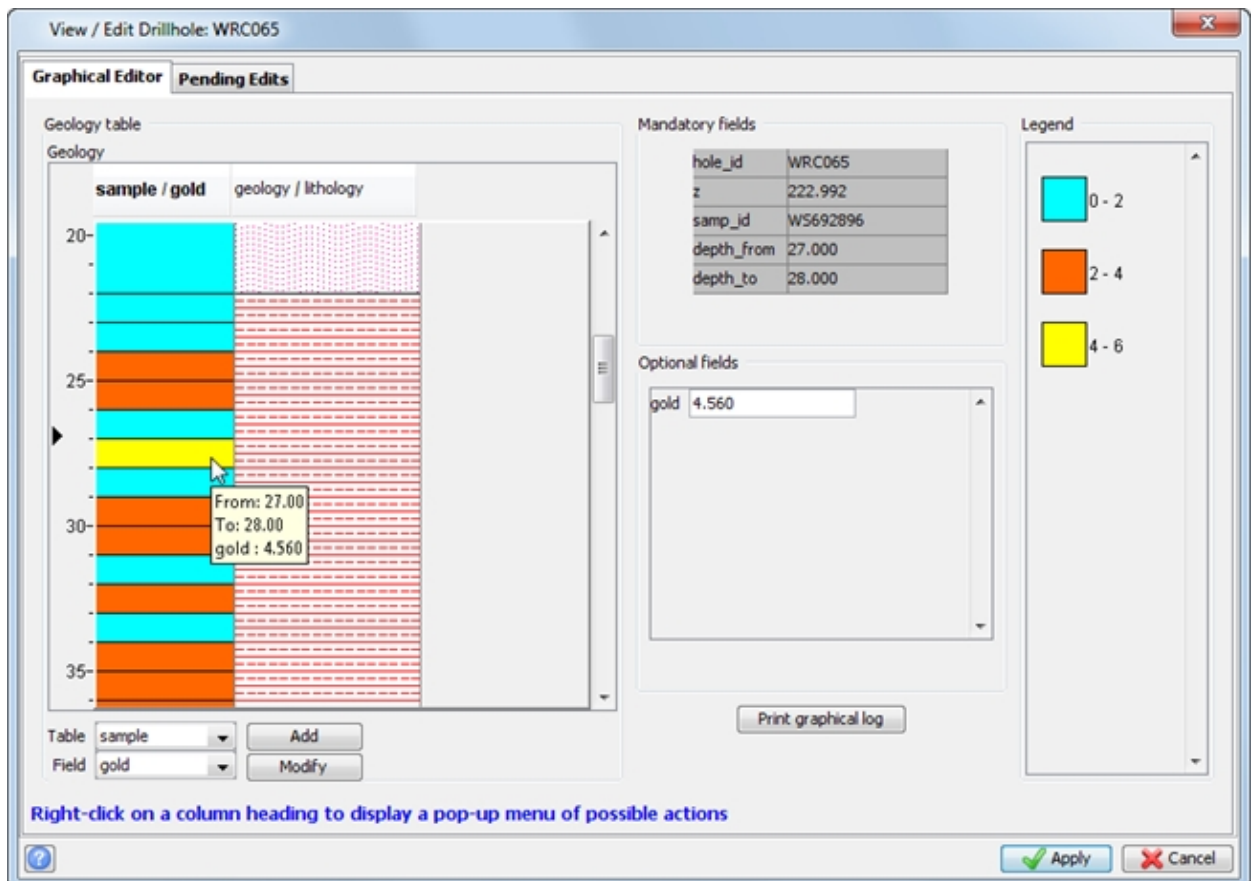 View / Edit Drillhole: WRC065
Graphical Editor
Pending Edits
Geology table
Geology
sample / gold
geology / lithology
20
25
30
35
From: 27.00
To: 28.00
gold : 4.560
Table sample
Add
Field gold
Modify
Mandatory fields
hole_id WRC065
z 222.992
samp_id WS692896
depth_from 27.000
depth_to 28.000
Optional fields
gold 4.560
Print graphical log
Legend
0 - 2
2 - 4
4 - 6
Right-click on a column heading to display a pop-up menu of possible actions
?
Apply
Cancel